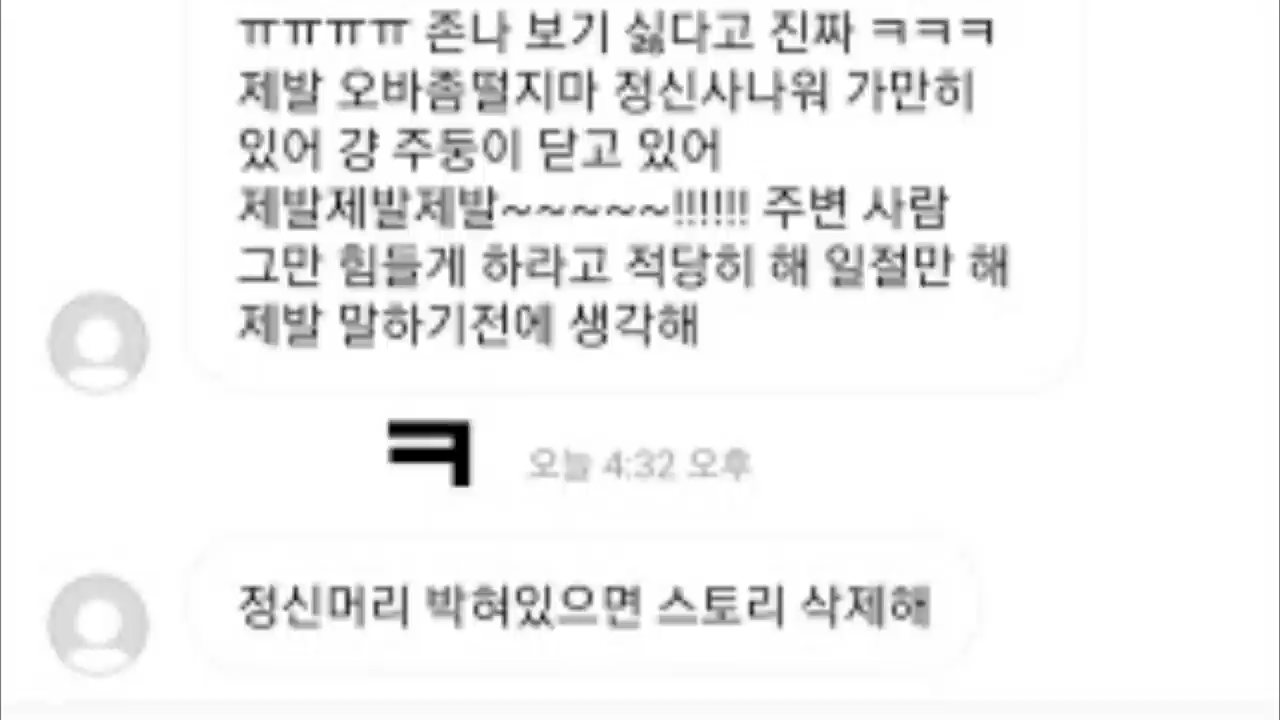 ㅠㅠㅠㅠ 존나 보기 싫다고 진짜 ㅋㅋㅋ
제발 오바좀떨지마 정신사나워 가만히
있어 걍 주둥이 닫고 있어
제발제발제발~~~~~!!!!!! 주변 사람
그만 힘들게 하라고 적당히 해 일절만 해
제발 말하기전에 생각해
ㅋ
오늘 4:32 오후
정신머리 박혀있으면 스토리 삭제해